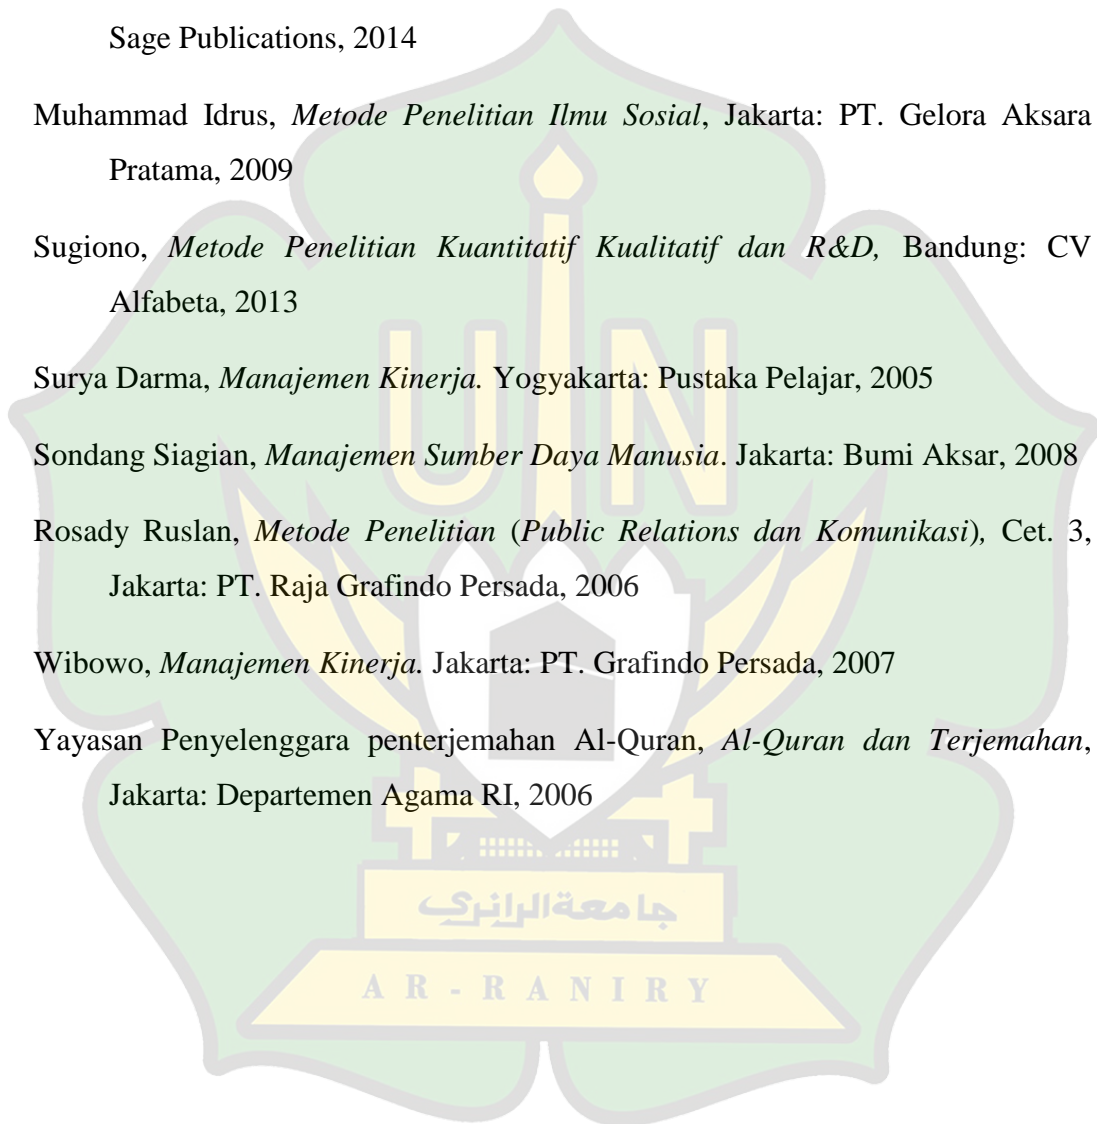 Sage Publications, 2014
Muhammad Idrus, Metode Penelitian Ilmu Sosial, Jakarta: PT. Gelora Aksara
Pratama, 2009
Sugiono, Metode Penelitian Kuantitatif Kualitatif dan R&D, Bandung: CV
Alfabeta, 2013
Surya Darma, Manajemen Kinerja. Yogyakarta: Pustaka Pelajar, 2005
Sondang Siagian, Manajemen Sumber Daya Manusia. Jakarta: Bumi Aksar, 2008
Rosady Ruslan, Metode Penelitian (Public Relations dan Komunikasi), Cet. 3,
Jakarta: PT. Raja Grafindo Persada, 2006
Wibowo, Manajemen Kinerja. Jakarta: PT. Grafindo Persada, 2007
Yayasan Penyelenggara penterjemahan Al-Quran, Al-Quran dan Terjemahan,
Jakarta: Departemen Agama RI, 2006
UIN
جامعة الرانري
AR-RANIRY